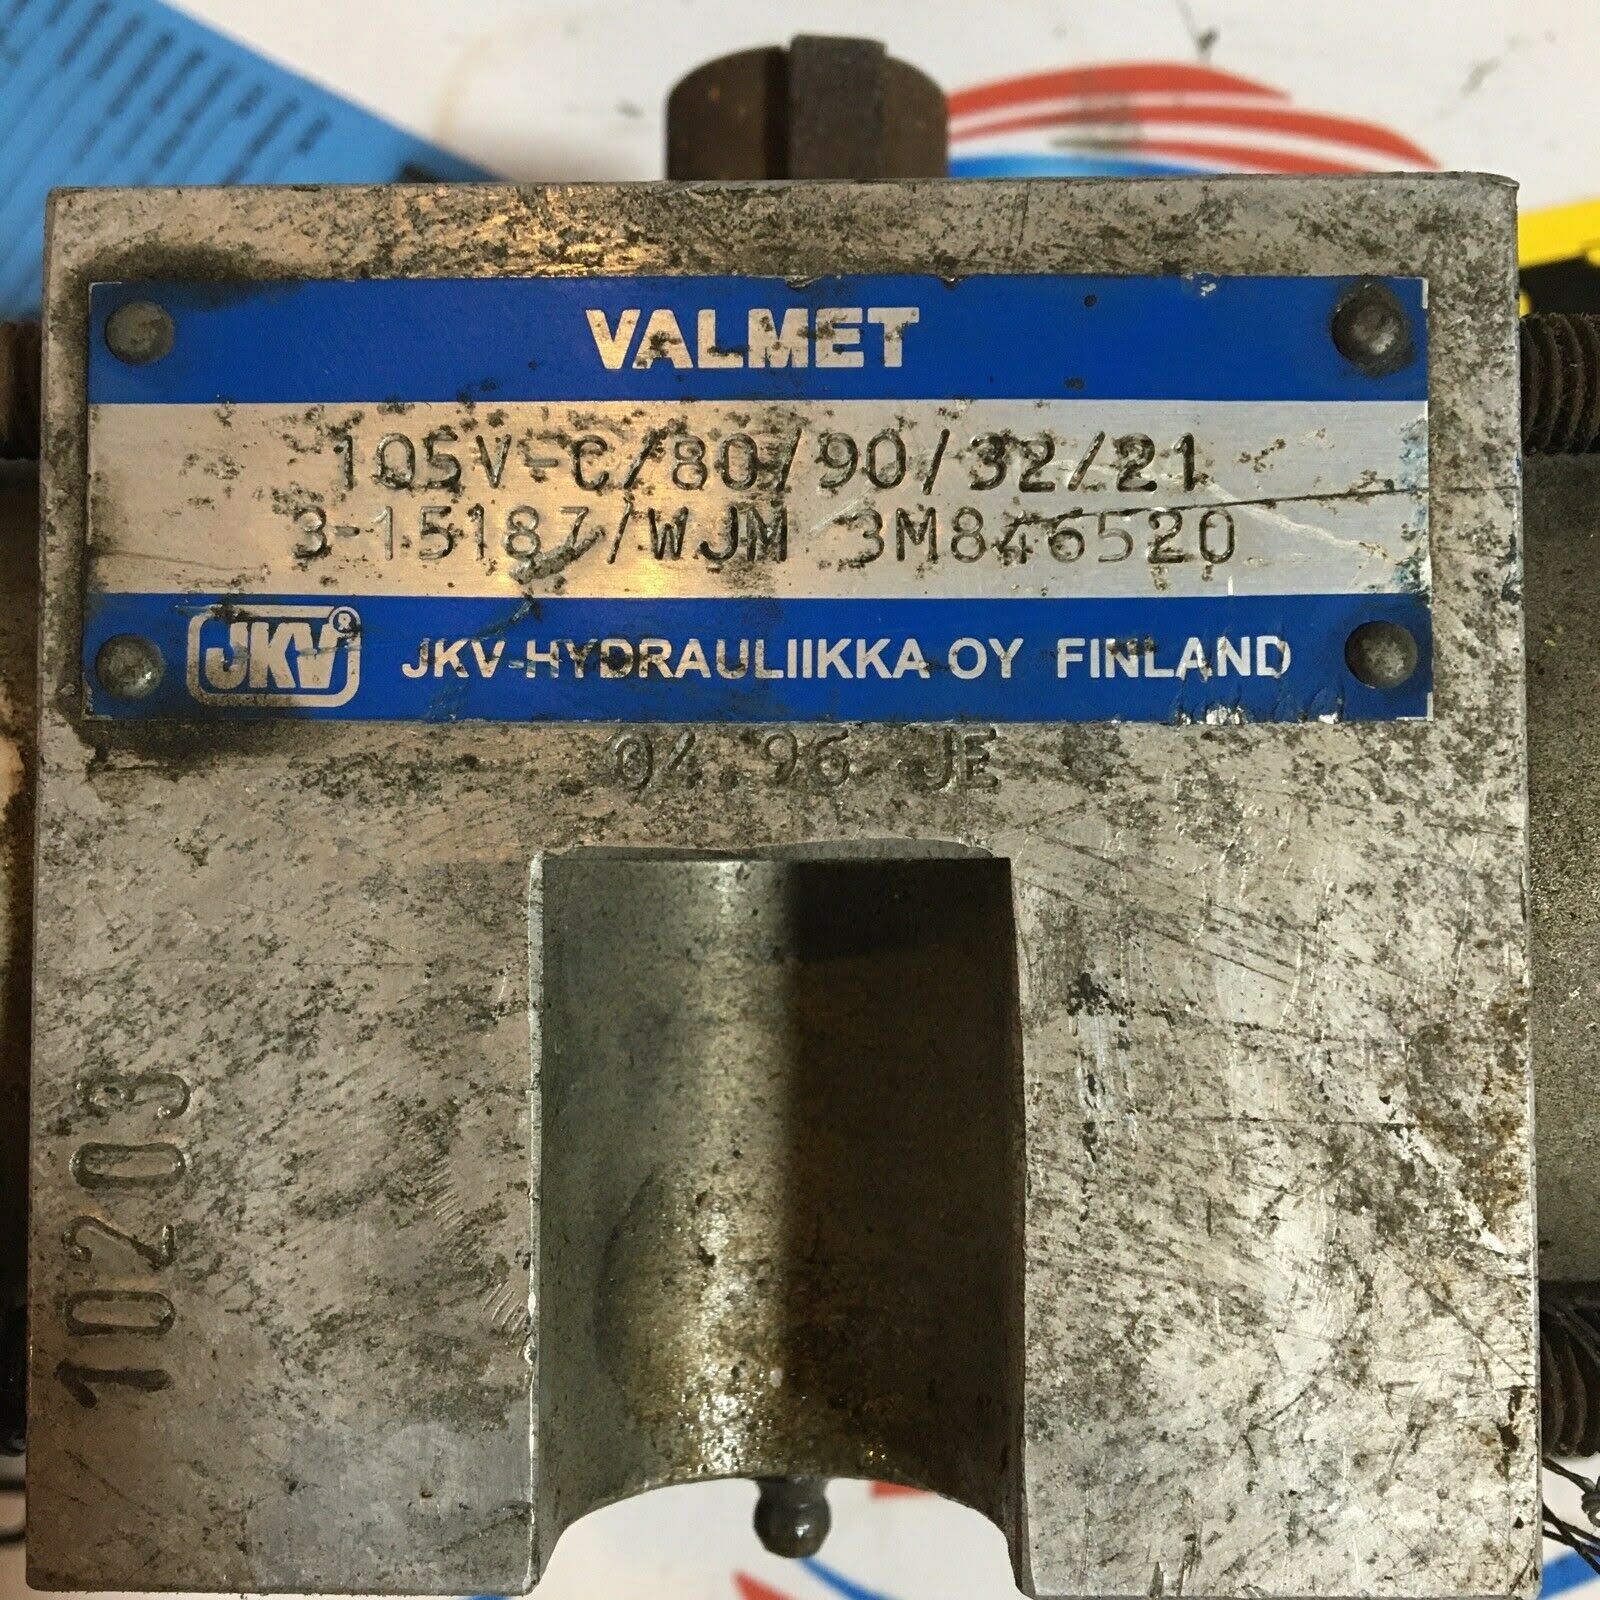 VALMET
105V-C/80/90/32/21
3-15187/WJM 3M846520
JKV® JKV-HYDRAULIIKKA OY FINLAND
04.96 JE
10203